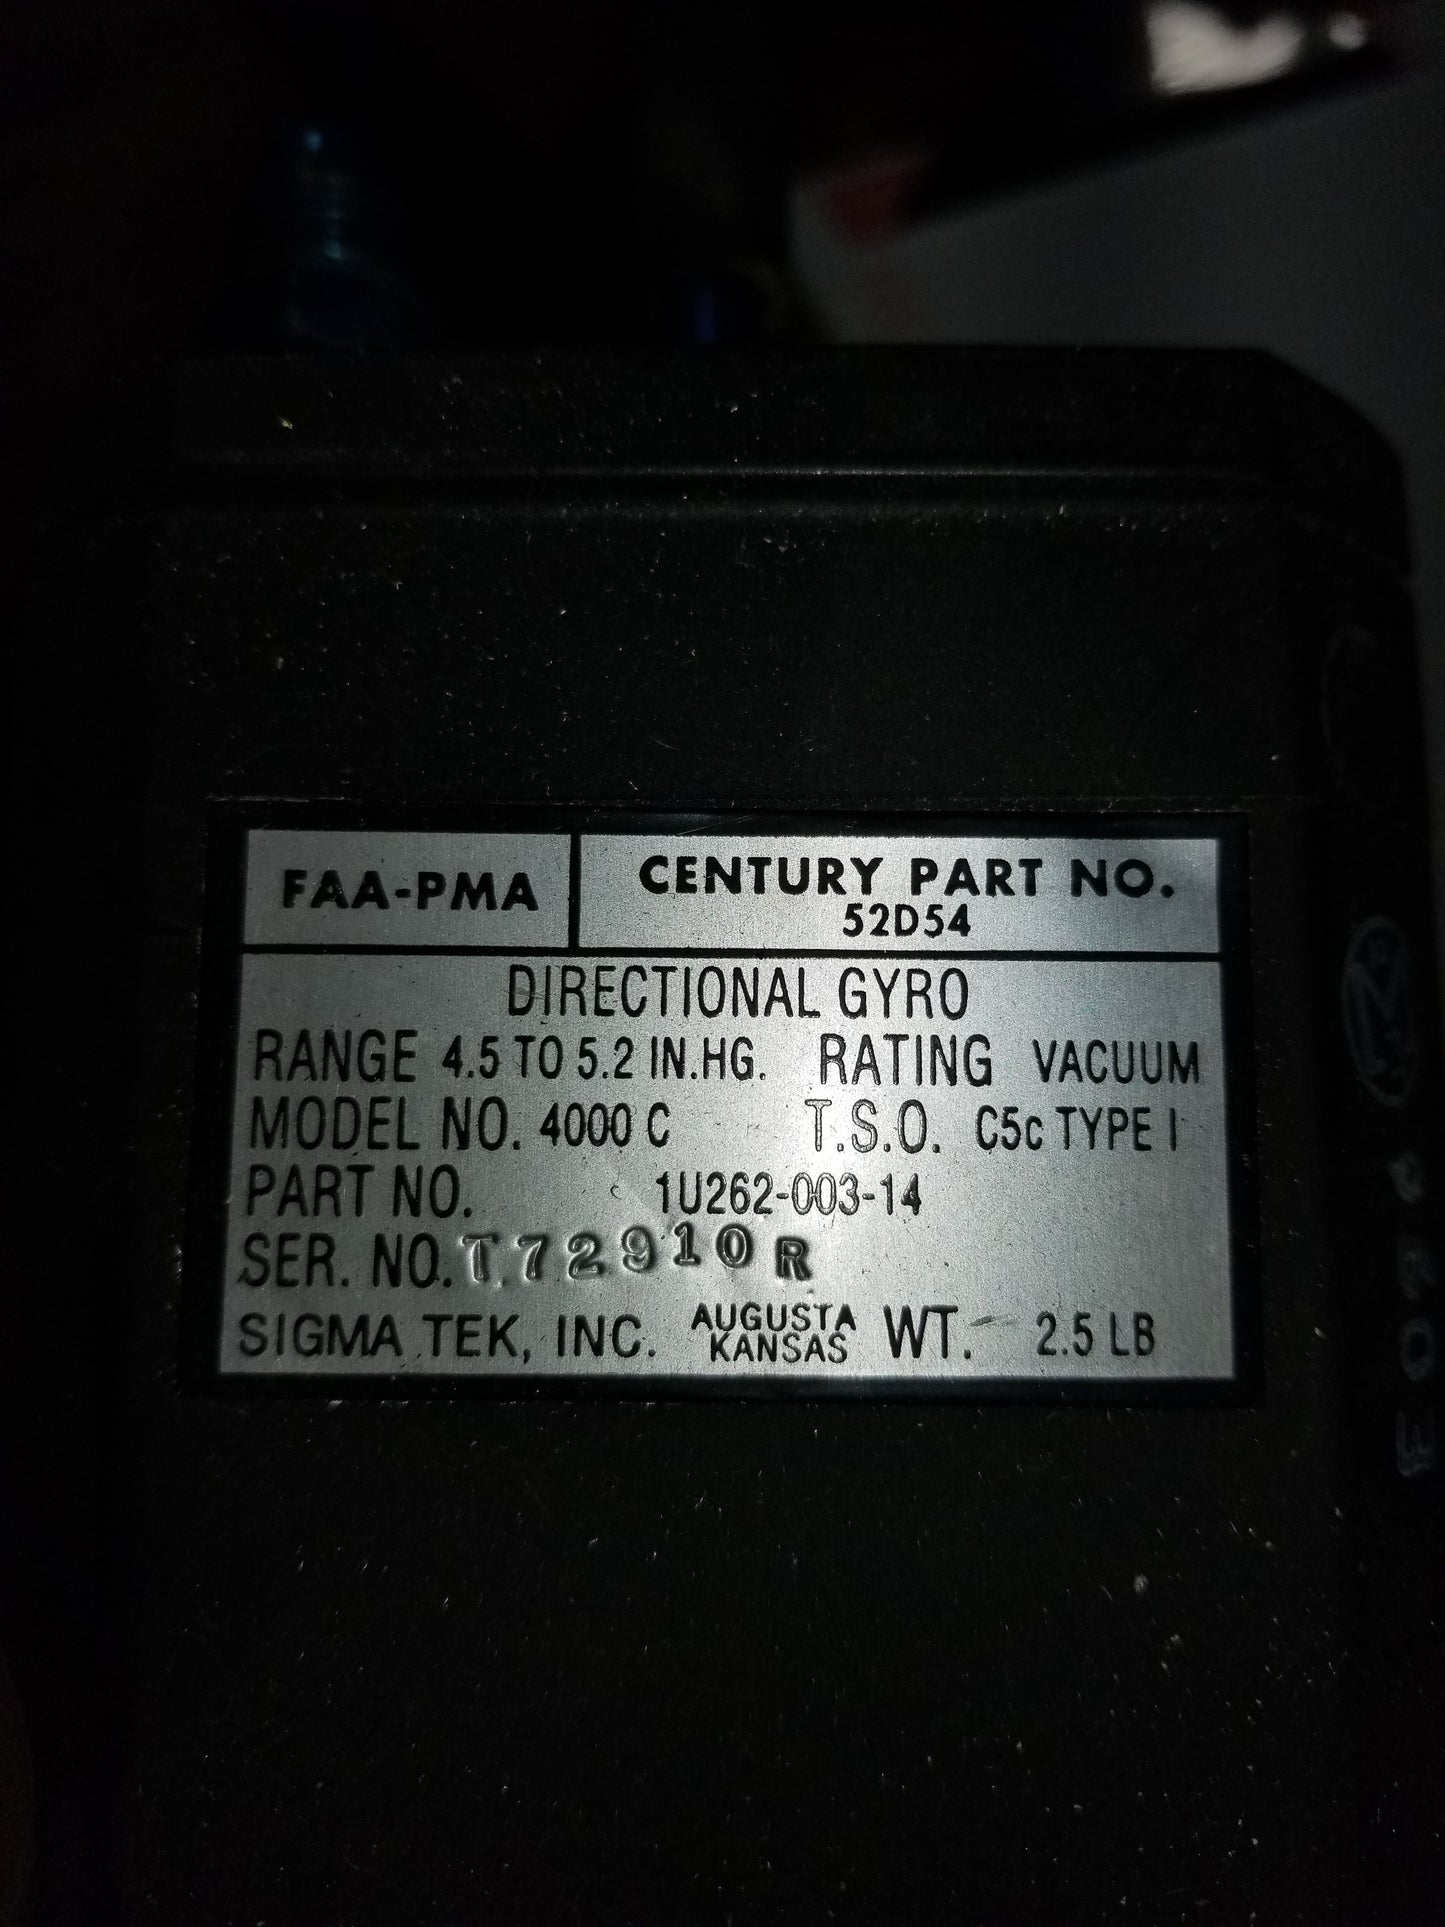 FAA-PMA
CENTURY PART NO.
52D54
DIRECTIONAL GYRO
RANGE 4.5 TO 5.2 IN.HG. RATING VACUUM
MODEL NO. 4000 C T.S.O. C5c TYPE I
PART NO. 1U262-003-14
SER. NO. T72910R
SIGMA TEK, INC. AUGUSTA KANSAS WT. 2.5 LB